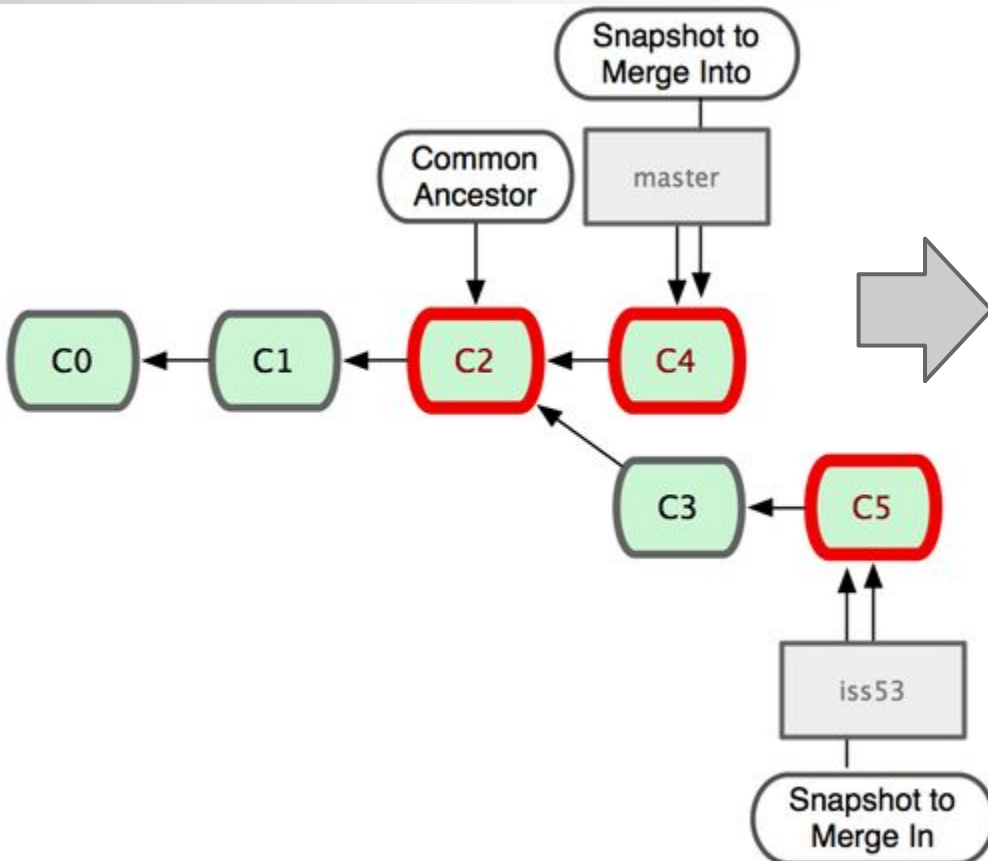 Snapshot to
Merge Into
Common
Ancestor
master
C0
C1
C2
C4
C3
C5
iss53
Snapshot to
Merge In